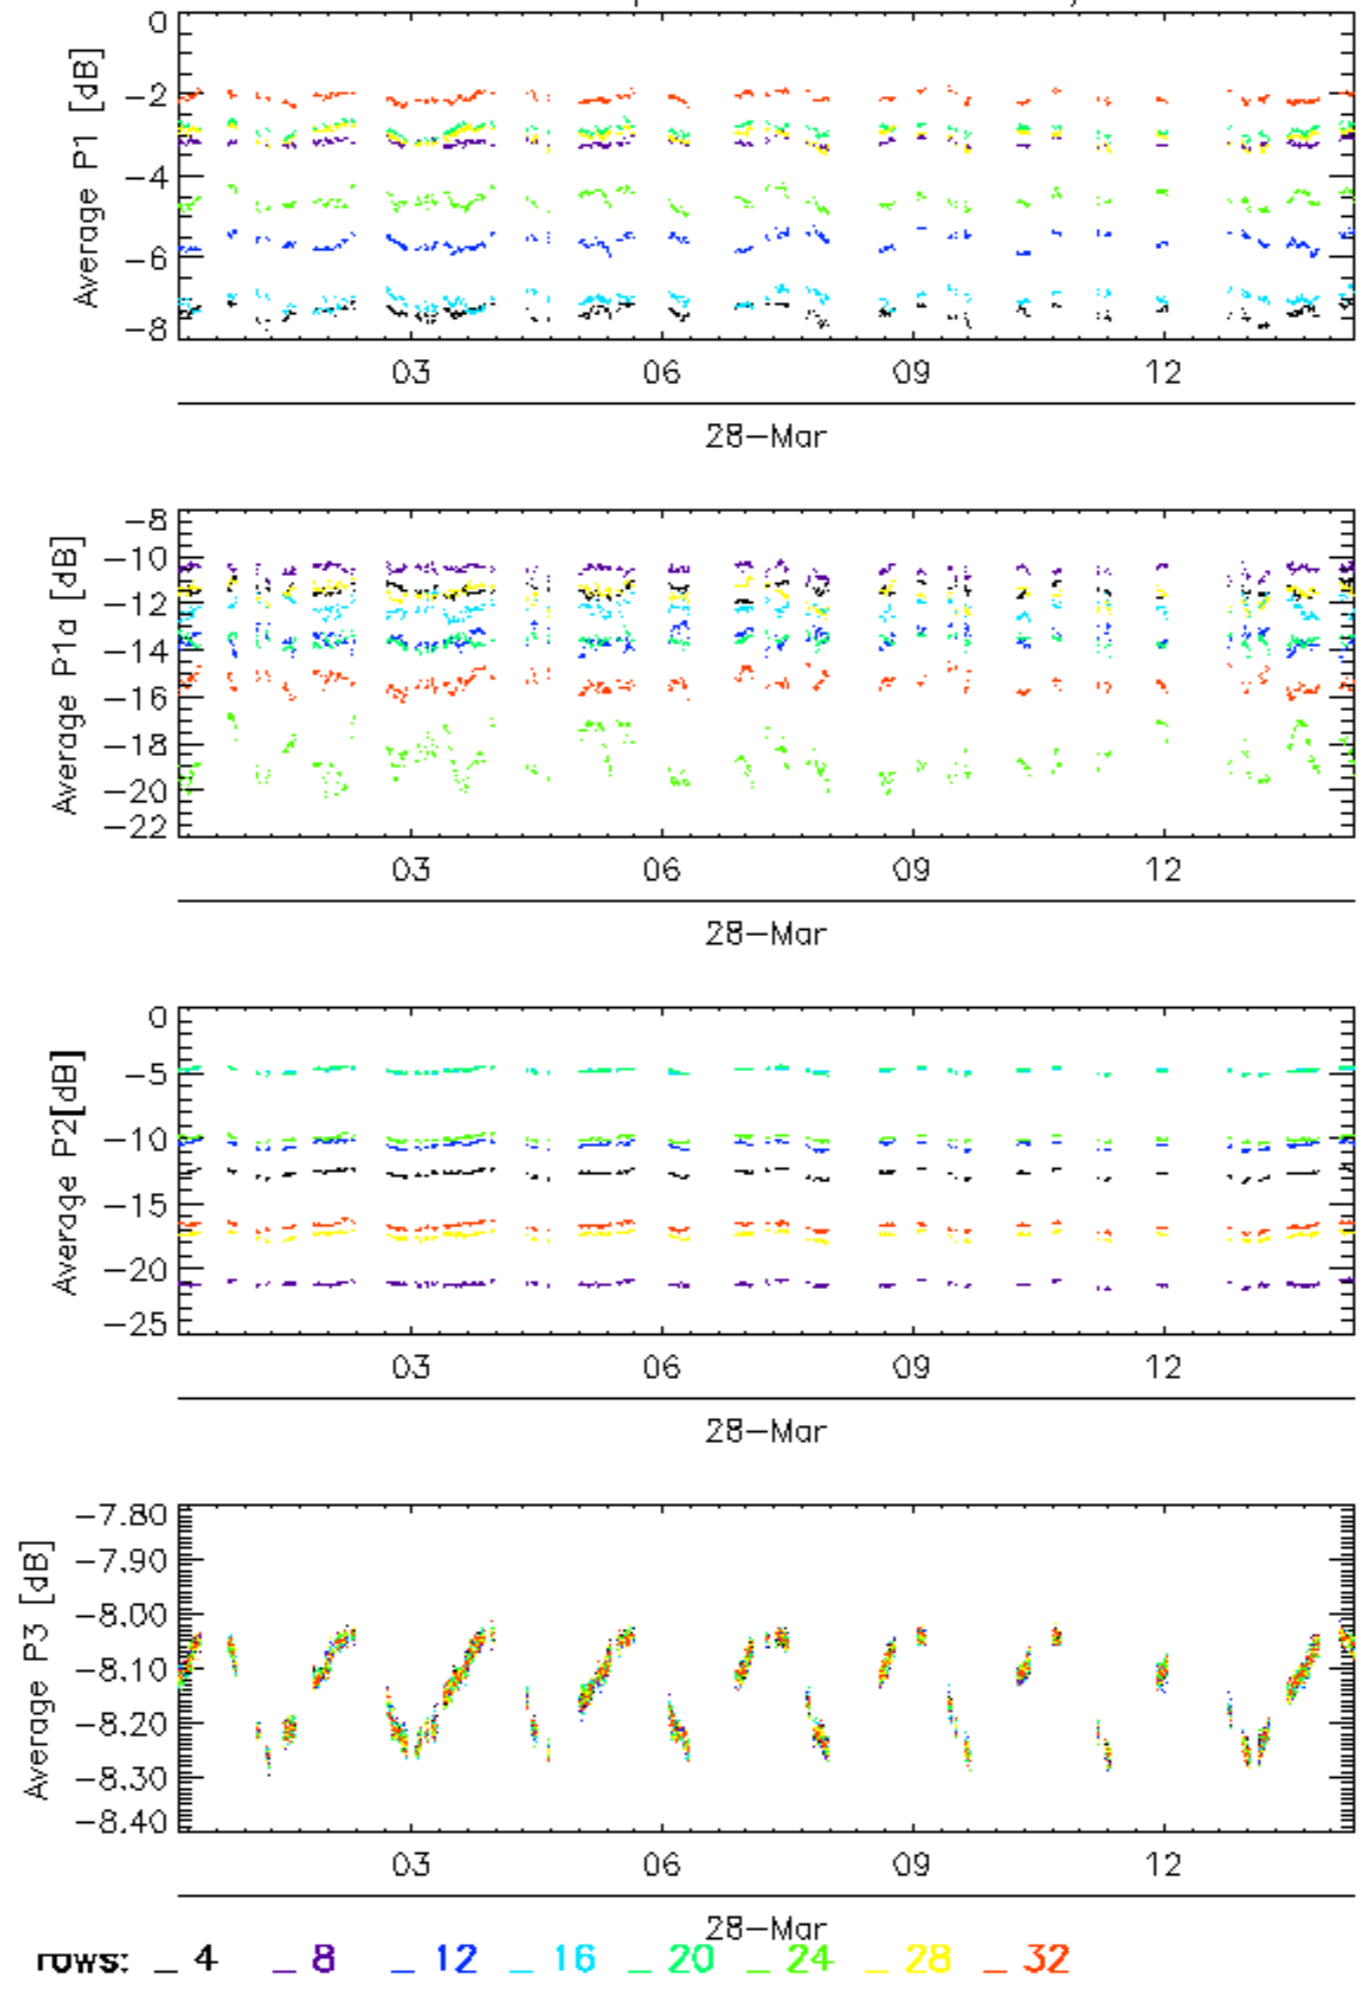 0
-2
-4
-6
-8
Average P1 [dB]
03 06 09 12
28-Mar
-8
-10
-12
-14
-16
-18
-20
-22
Average P1a [dB]
03 06 09 12
28-Mar
0
-5
-10
-15
-20
-25
Average P2[dB]
03 06 09 12
28-Mar
-7.80
-7.90
-8.00
-8.10
-8.20
-8.30
-8.40
Average P3 [dB]
03 06 09 12
28-Mar
rows: _ 4 _ 8 _ 12 _ 16 _ 20 _ 24 _ 28 _ 32